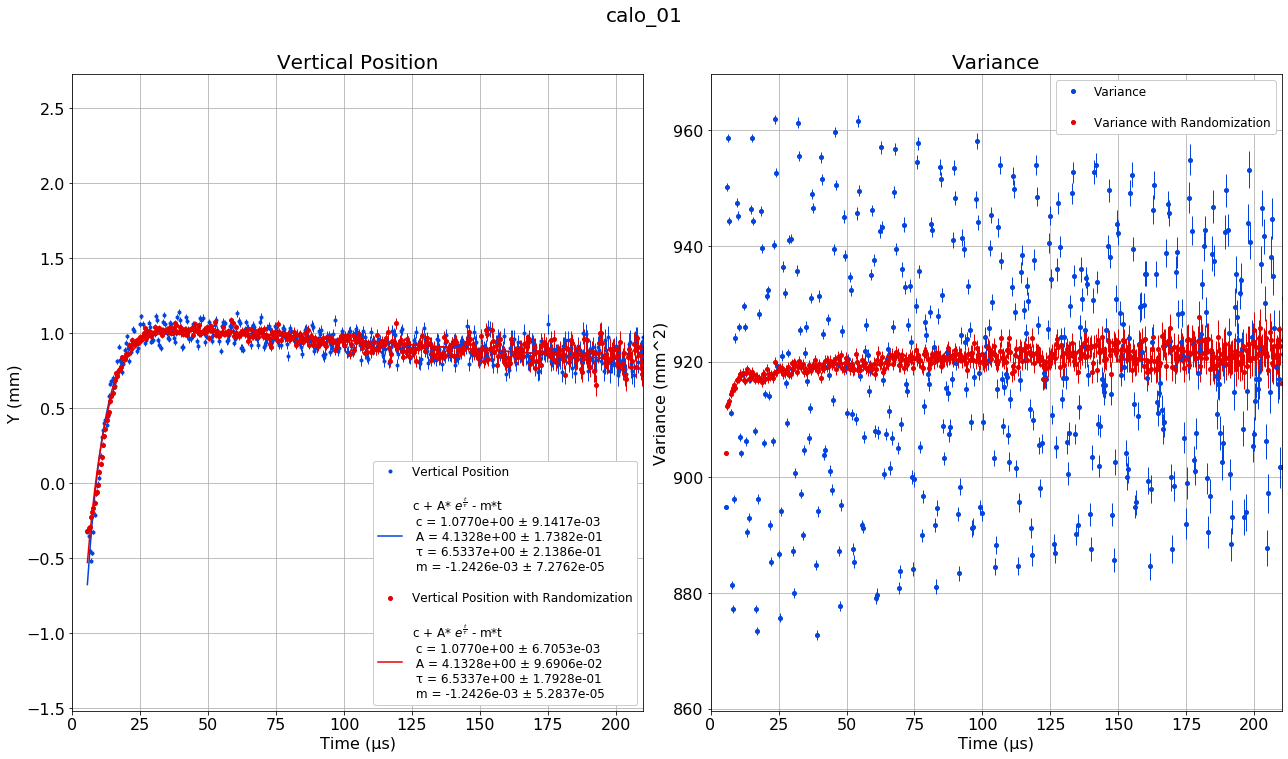 calo_01
Vertical Position
2.5
2.0
1.5
1.0
0.5
0.0
−0.5
−1.0
−1.5
Y (mm)
0 25 50 75 100 125 150 175 200
Time (μs)
Vertical Position
c + A* e^{t/τ} - m*t
c = 1.0770e+00 ± 9.1417e-03
A = 4.1328e+00 ± 1.7382e-01
τ = 6.5337e+00 ± 2.1386e-01
m = -1.2426e-03 ± 7.2762e-05
Vertical Position with Randomization
c + A* e^{t/τ} - m*t
c = 1.0770e+00 ± 6.7053e-03
A = 4.1328e+00 ± 9.6906e-02
τ = 6.5337e+00 ± 1.7928e-01
m = -1.2426e-03 ± 5.2837e-05
Variance
960
940
920
900
880
860
Variance (mm^2)
0 25 50 75 100 125 150 175 200
Time (μs)
Variance
Variance with Randomization